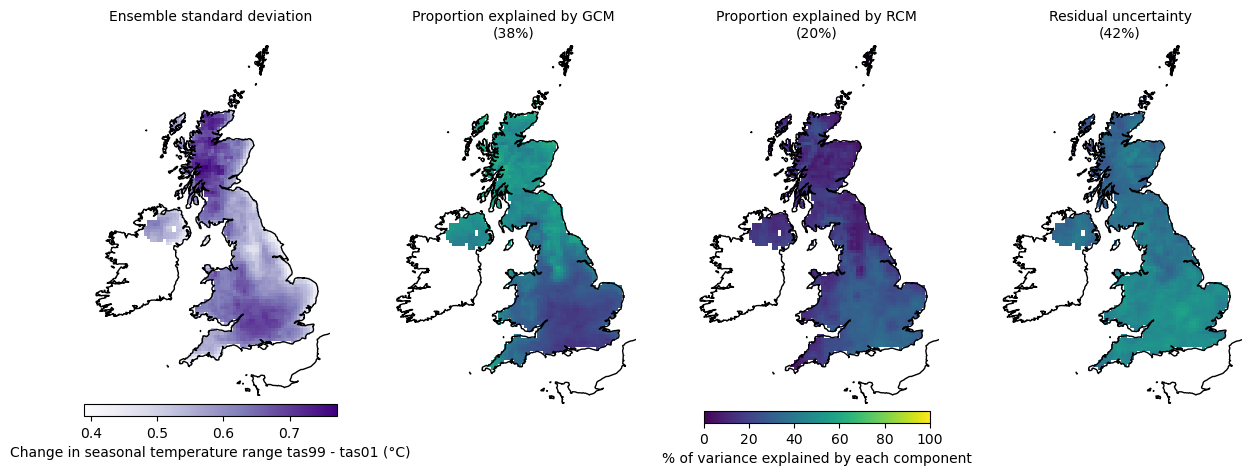 Ensemble standard deviation
Proportion explained by GCM
(38%)
Proportion explained by RCM
(20%)
Residual uncertainty
(42%)
0.4 0.5 0.6 0.7
Change in seasonal temperature range tas99 - tas01 (°C)
0 20 40 60 80 100
% of variance explained by each component